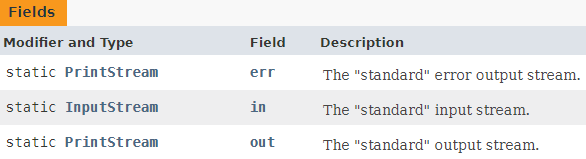 Fields
Modifier and Type Field Description
static PrintStream err The "standard" error output stream.
static InputStream in The "standard" input stream.
static PrintStream out The "standard" output stream.